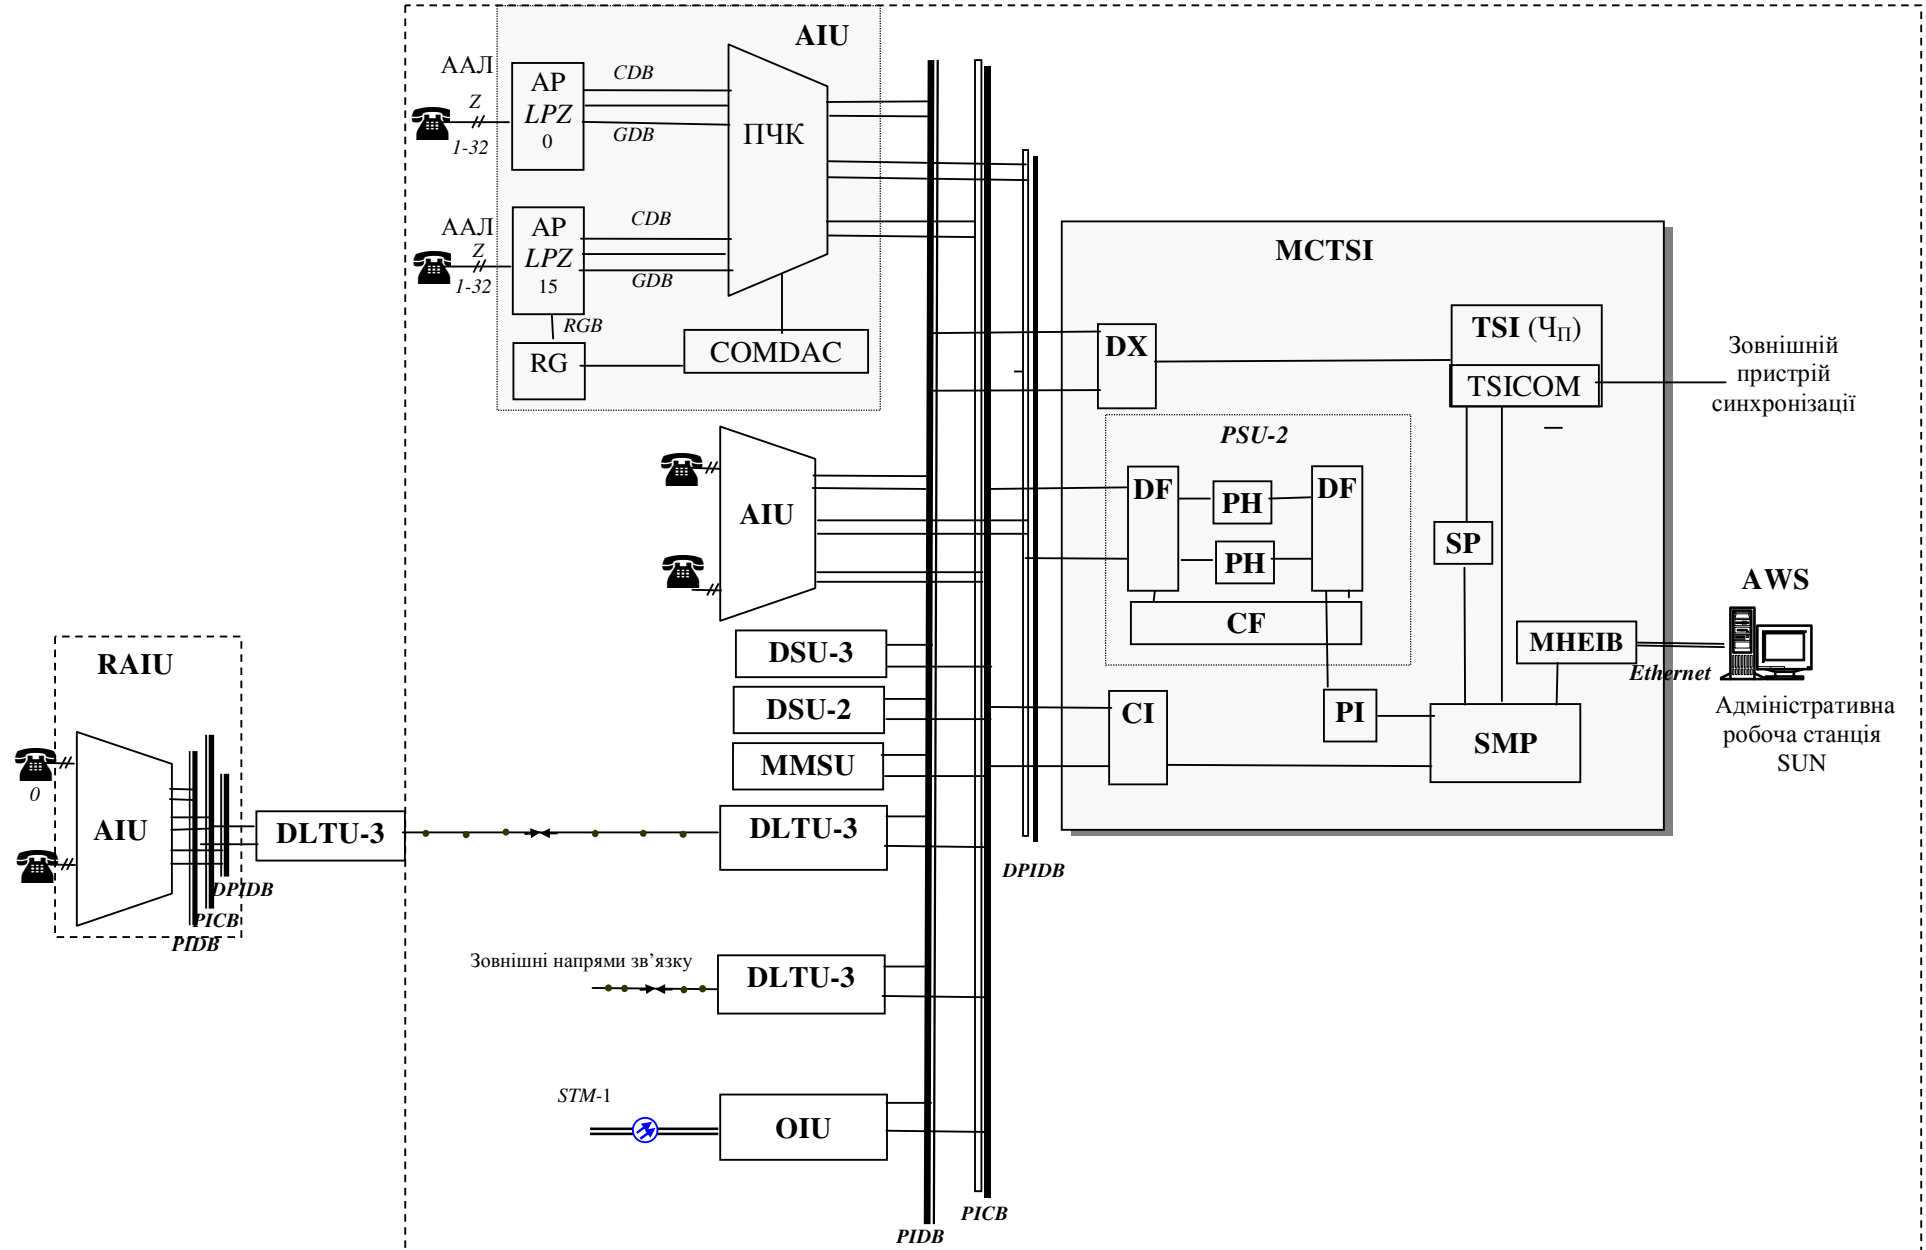 AIU
ААЛ
Z
1-32
АР
LPZ
0
CDB
GDB
ПЧК
ААЛ
Z
1-32
АР
LPZ
15
CDB
GDB
RGB
RG
COMDAC
MCTSI
DX
TSI (ЧП)
TSICOM
Зовнішній
пристрій
синхронізації
PSU-2
DF
PH
DF
PH
CF
SP
AIU
AWS
MHEIB
Ethernet
Адміністративна
робоча станція
SUN
CI
PI
SMP
DSU-3
DSU-2
MMSU
RAIU
0
AIU
DLTU-3
DLTU-3
DPIDB
PICB
PIDB
DPIDB
Зовнішні напрями зв'язку
DLTU-3
STM-1
OIU
PICB
PIDB